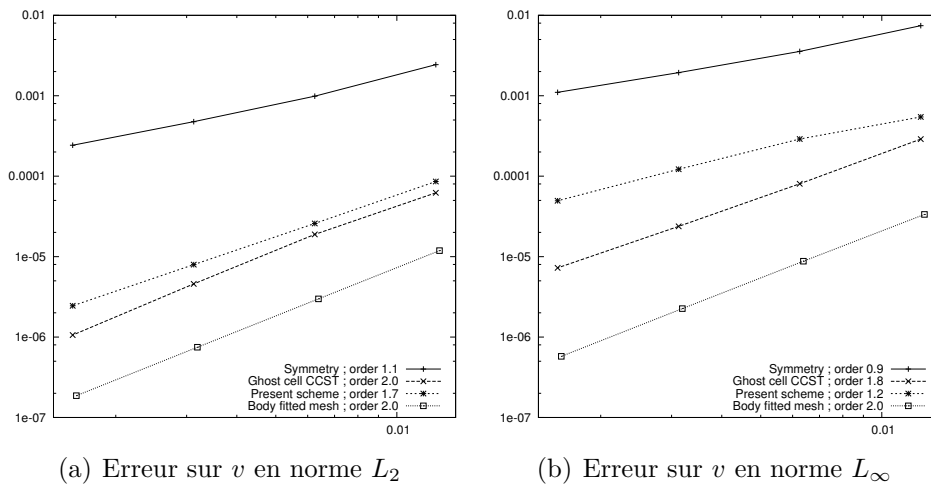 0.01
0.001
0.0001
1e-05
1e-06
1e-07
Symmetry ; order 1.1
Ghost cell CCST ; order 2.0
Present scheme ; order 1.7
Body fitted mesh ; order 2.0
0.01
(a) Erreur sur v en norme L₂
0.01
0.001
0.0001
1e-05
1e-06
1e-07
Symmetry ; order 0.9
Ghost cell CCST ; order 1.8
Present scheme ; order 1.2
Body fitted mesh ; order 2.0
0.01
(b) Erreur sur v en norme L∞